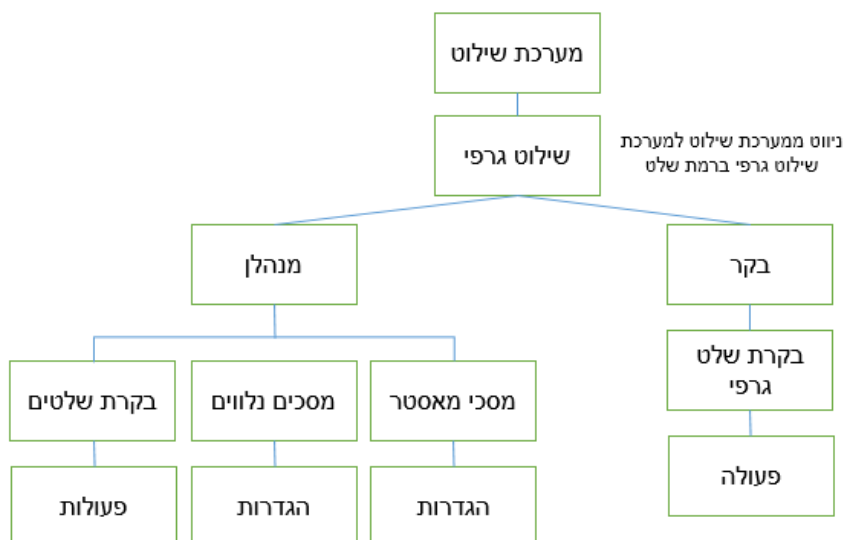 מערכת שילוט
שילוט גרפי
ניווט ממערכת שילוט למערכת
שילוט גרפי ברמת שלט
בקר
מנהלן
בקרת שלט
גרפי
מסכי מאסטר
מסכים נלווים
בקרת שלטים
פעולה
הגדרות
הגדרות
פעולות